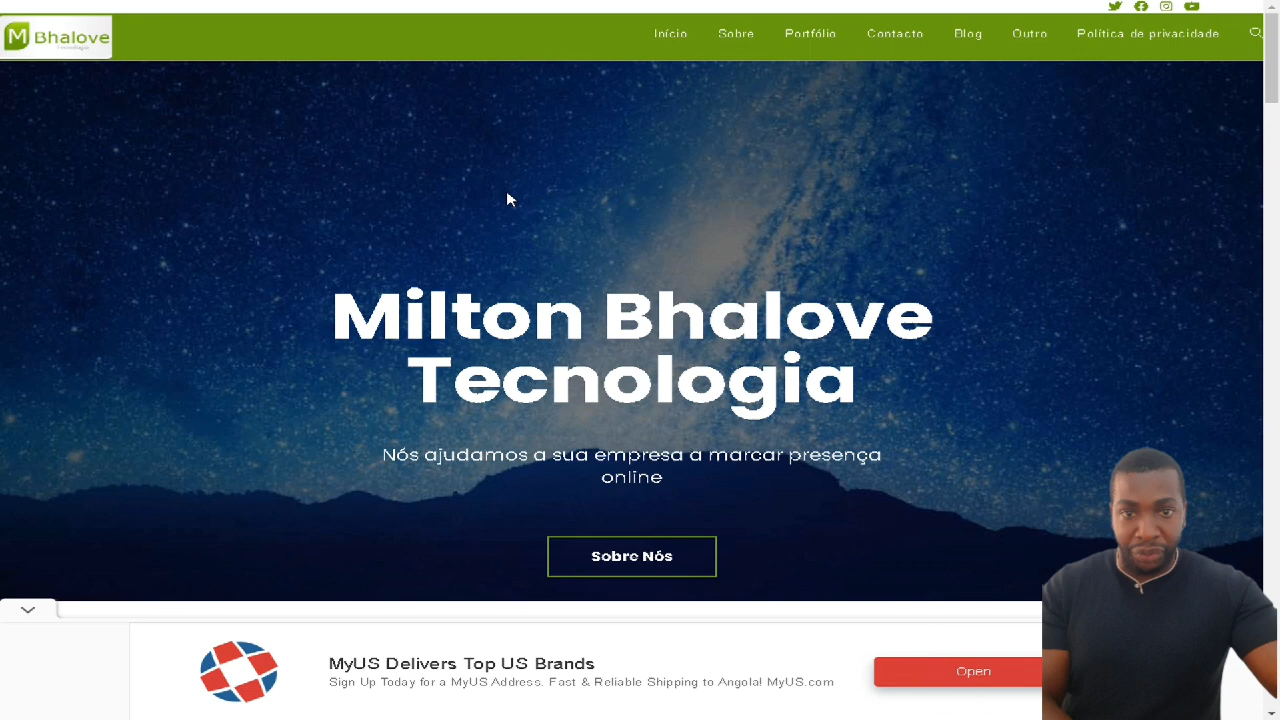 M Bhalove
Tecnologia
Início Sobre Portfólio Contacto Blog Outro Política de privacidade
Milton Bhalove
Tecnologia
Nós ajudamos a sua empresa a marcar presença
online
Sobre Nós
MyUS Delivers Top US Brands
Sign Up Today for a MyUS Address. Fast & Reliable Shipping to Angola! MyUS.com
Open